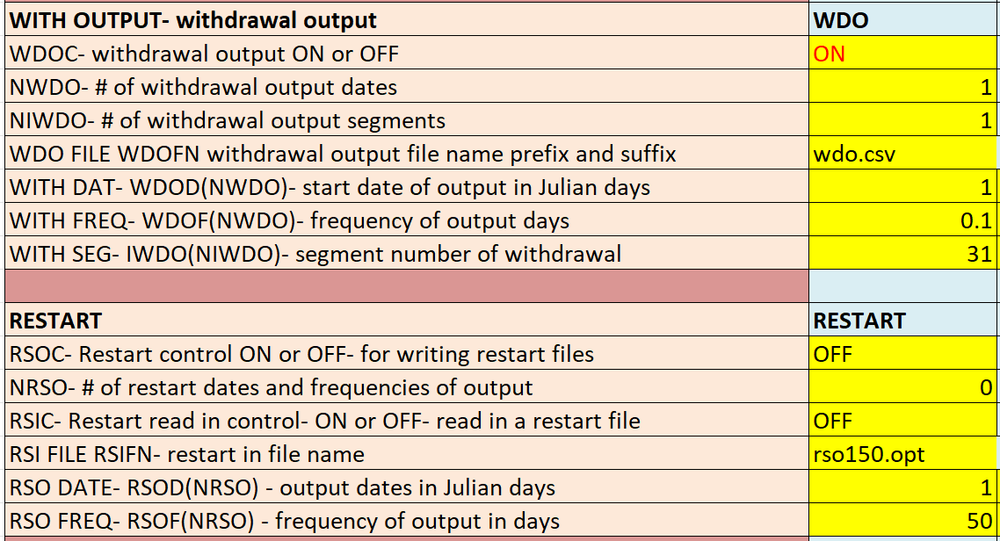 WITH OUTPUT- withdrawal output WDO
WDOC- withdrawal output ON or OFF ON
NWDO- # of withdrawal output dates 1
NIWDO- # of withdrawal output segments 1
WDO FILE WDOFN withdrawal output file name prefix and suffix wdo.csv
WITH DAT- WDOD(NWDO)- start date of output in Julian days 1
WITH FREQ- WDOF(NWDO)- frequency of output days 0.1
WITH SEG- IWDO(NIWDO)- segment number of withdrawal 31
RESTART RESTART
RSOC- Restart control ON or OFF- for writing restart files OFF
NRSO- # of restart dates and frequencies of output 0
RSIC- Restart read in control- ON or OFF- read in a restart file OFF
RSI FILE RSIFN- restart in file name rso150.opt
RSO DATE- RSOD(NRSO) - output dates in Julian days 1
RSO FREQ- RSOF(NRSO) - frequency of output in days 50